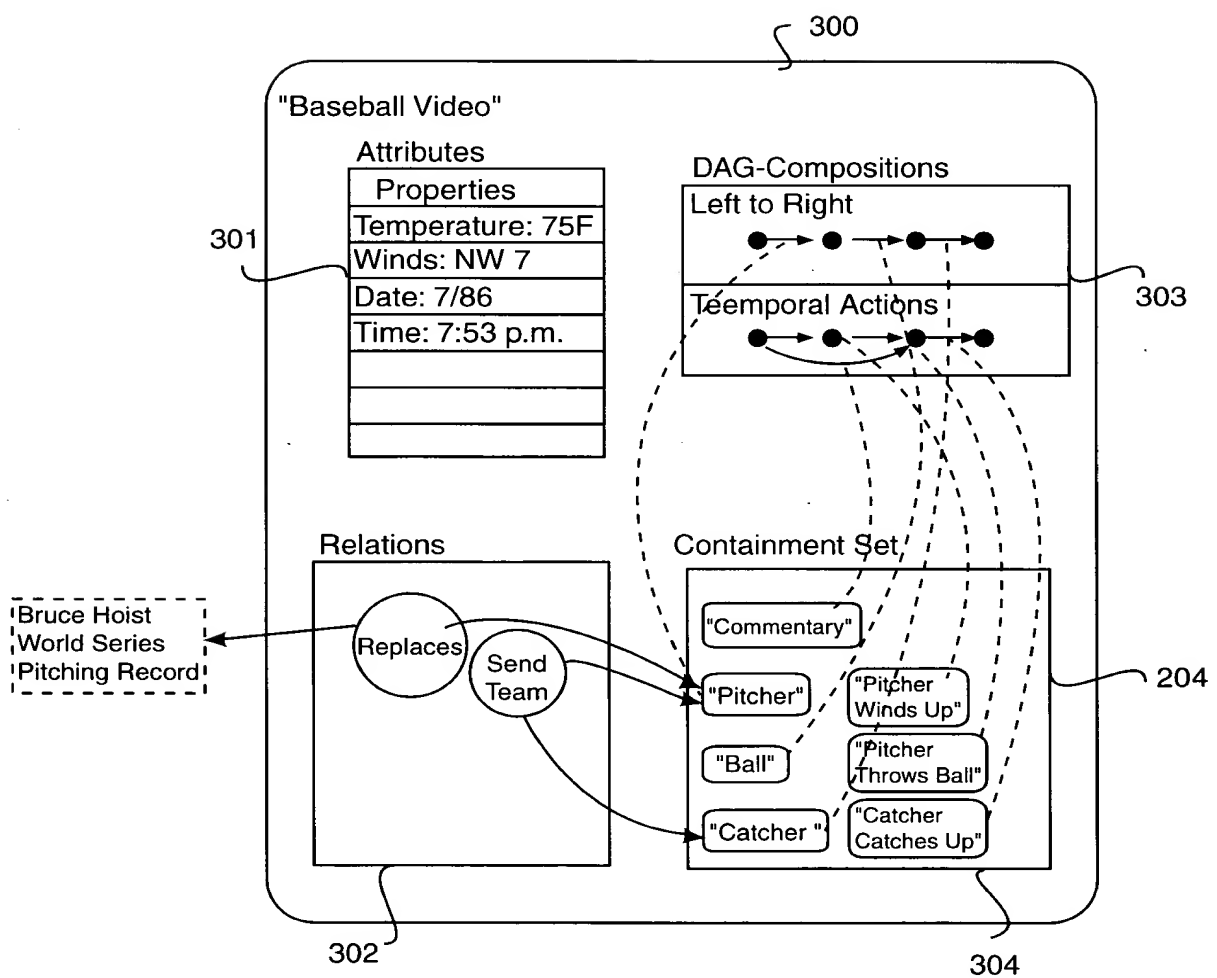 300
"Baseball Video"
Attributes
Properties
Temperature: 75F
Winds: NW 7
Date: 7/86
Time: 7:53 p.m.
301
DAG-Compositions
Left to Right
Teemporal Actions
303
Relations
Replaces
Send
Team
302
Bruce Hoist
World Series
Pitching Record
Containment Set
"Commentary"
"Pitcher"
"Pitcher
Winds Up"
"Ball"
"Pitcher
Throws Ball"
"Catcher "
"Catcher
Catches Up"
204
304